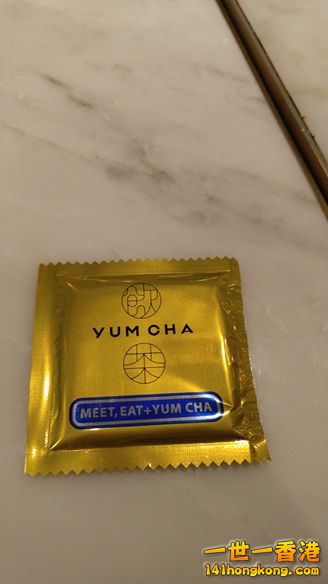 飲
YUM CHA
茶
MEET, EAT+YUM CHA
一世一香港
141hongkong.com